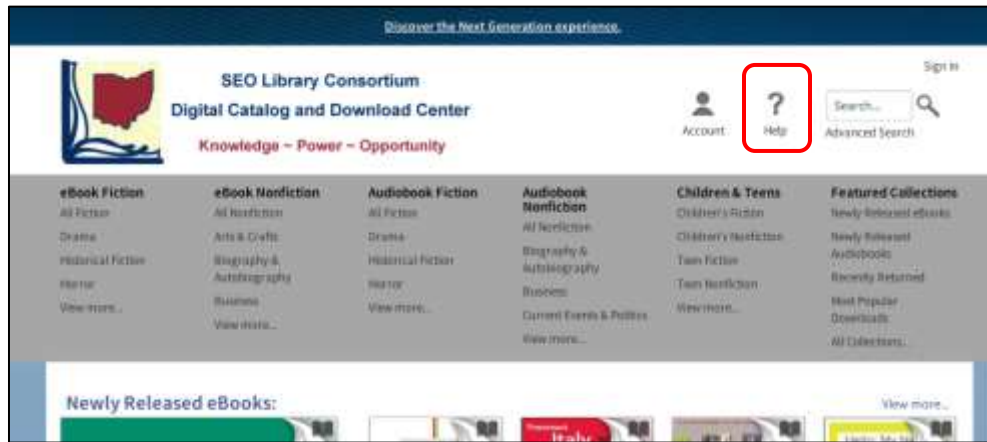 Discover the Next Generation experience.
Sign in
SEO Library Consortium
Digital Catalog and Download Center
Knowledge ~ Power ~ Opportunity
Account
?
Help
Search...
Advanced Search
eBook Fiction
All Fiction
Drama
Historical Fiction
Horror
View more...
eBook Nonfiction
All Nonfiction
Arts & Crafts
Biography &
Autobiography
Business
View more...
Audiobook Fiction
All Fiction
Drama
Historical Fiction
Horror
View more...
Audiobook
Nonfiction
All Nonfiction
Biography &
Autobiography
Business
Current Events & Politics
View more...
Children & Teens
Children's Fiction
Children's Nonfiction
Teen Fiction
Teen Nonfiction
View more...
Featured Collections
Newly Released eBooks
Newly Released
Audiobooks
Recently Returned
Most Popular
Downloads
All Collections...
Newly Released eBooks:
View more...
Italy